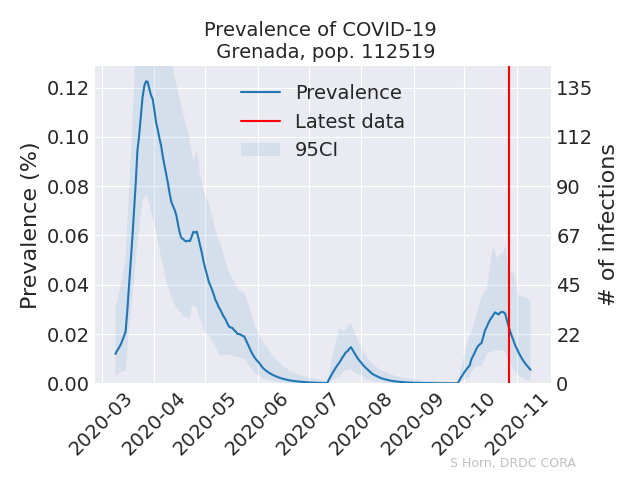 Prevalence of COVID-19
Grenada, pop. 112519
Prevalence (%)
0.12
0.10
0.08
0.06
0.04
0.02
0.00
Prevalence
Latest data
95CI
135
112
90
67
45
22
0
# of infections
2020-03
2020-04
2020-05
2020-06
2020-07
2020-08
2020-09
2020-10
2020-11
S Horn, DRDC CORA